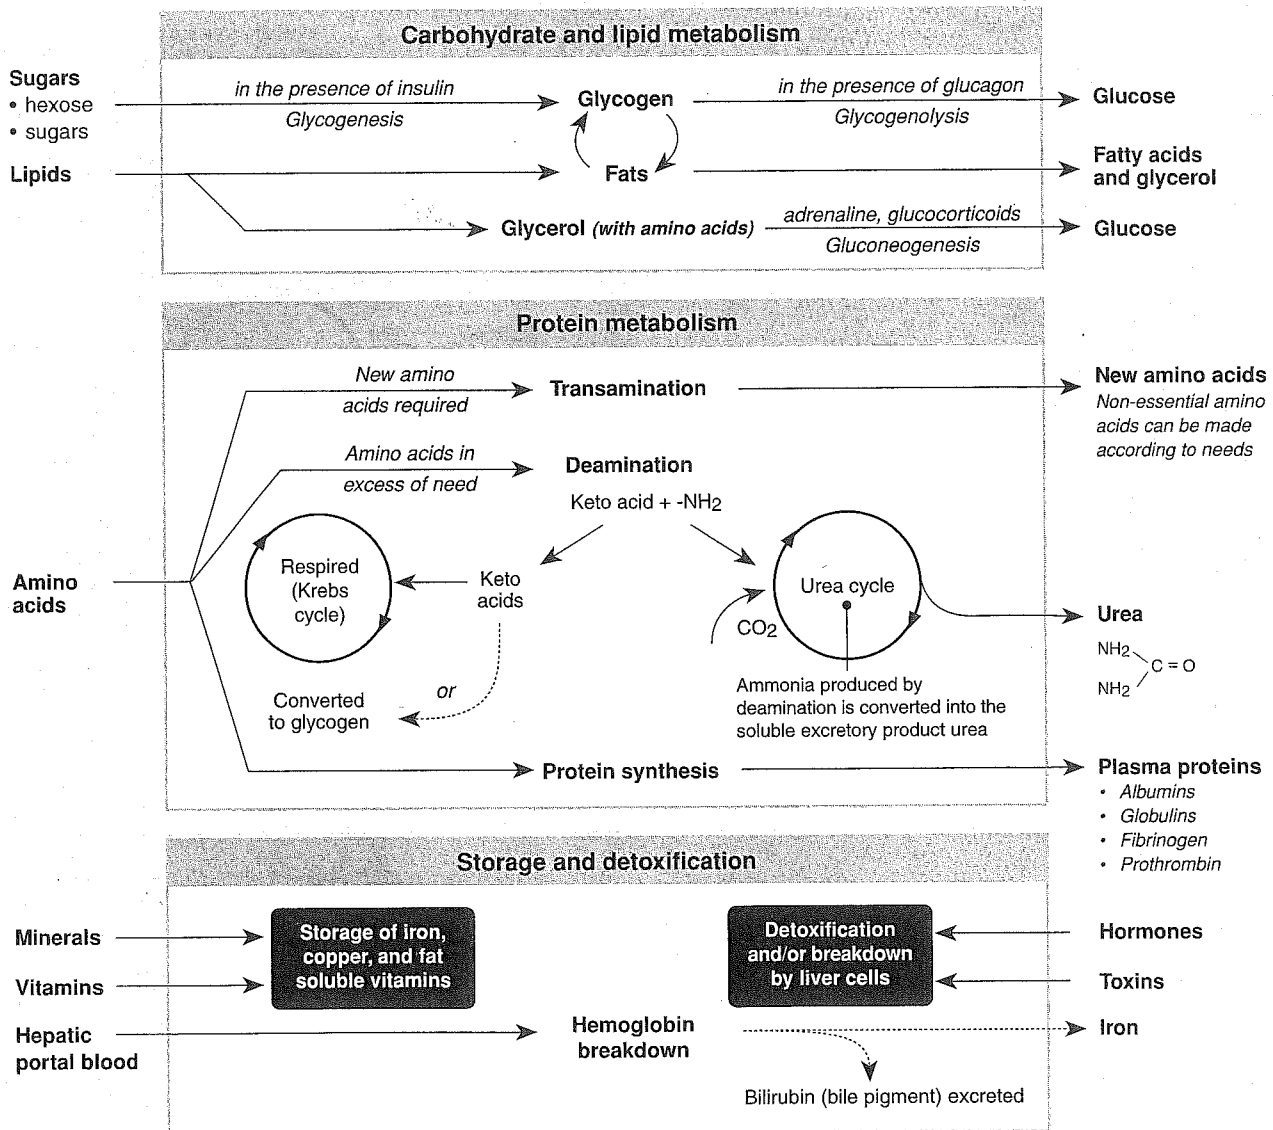 Carbohydrate and lipid metabolism
Sugars
• hexose
• sugars
in the presence of insulin
Glycogenesis
Glycogen
in the presence of glucagon
Glycogenolysis
Glucose
Lipids
Fats
Fatty acids
and glycerol
Glycerol (with amino acids)
adrenaline, glucocorticoids
Gluconeogenesis
Glucose
Protein metabolism
New amino
acids required
Transamination
New amino acids
Non-essential amino
acids can be made
according to needs
Amino acids in
excess of need
Deamination
Keto acid + -NH2
Amino
acids
Respired
(Krebs
cycle)
Keto
acids
Urea cycle
CO2
Urea
NH2
C = O
NH2
or
Converted
to glycogen
Ammonia produced by
deamination is converted into the
soluble excretory product urea
Protein synthesis
Plasma proteins
• Albumins
• Globulins
• Fibrinogen
• Prothrombin
Storage and detoxification
Minerals
Vitamins
Storage of iron,
copper, and fat
soluble vitamins
Detoxification
and/or breakdown
by liver cells
Hormones
Toxins
Hepatic
portal blood
Hemoglobin
breakdown
Iron
Bilirubin (bile pigment) excreted